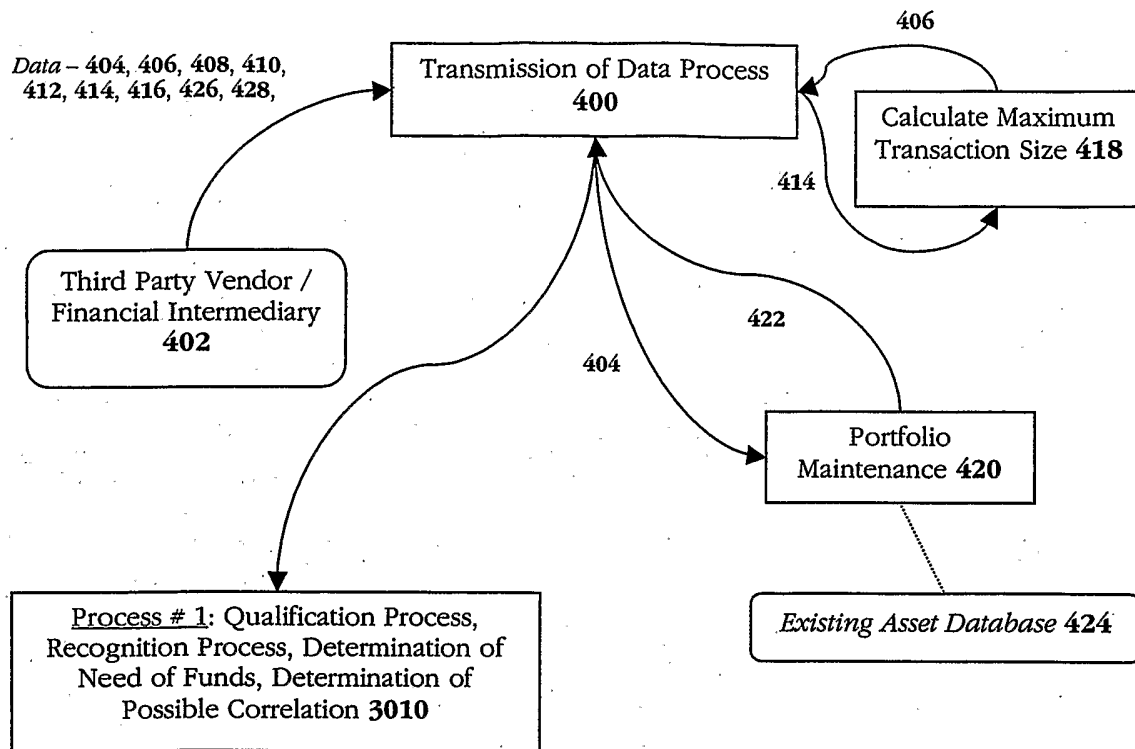 406
Data – 404, 406, 408, 410,
412, 414, 416, 426, 428,
Transmission of Data Process
400
Calculate Maximum
Transaction Size 418
414
Third Party Vendor /
Financial Intermediary
402
422
404
Portfolio
Maintenance 420
Process # 1: Qualification Process,
Recognition Process, Determination of
Need of Funds, Determination of
Possible Correlation 3010
Existing Asset Database 424